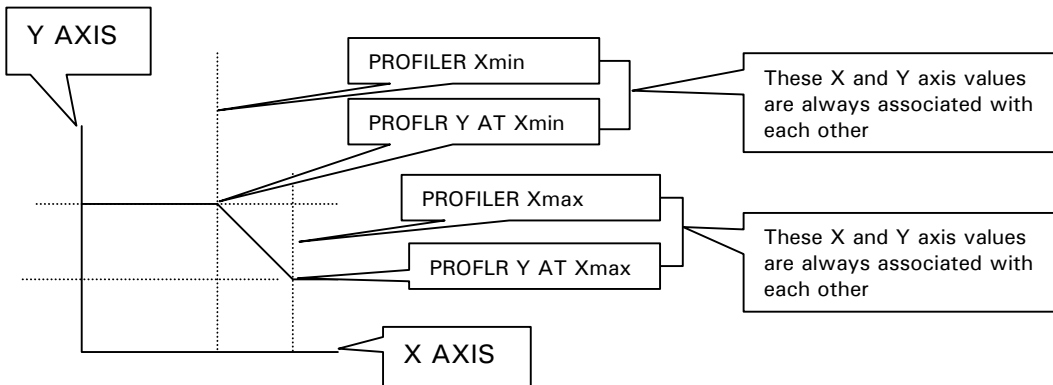 Y AXIS
PROFILER Xmin
PROFLR Y AT Xmin
These X and Y axis values
are always associated with
each other
PROFILER Xmax
PROFLR Y AT Xmax
These X and Y axis values
are always associated with
each other
X AXIS